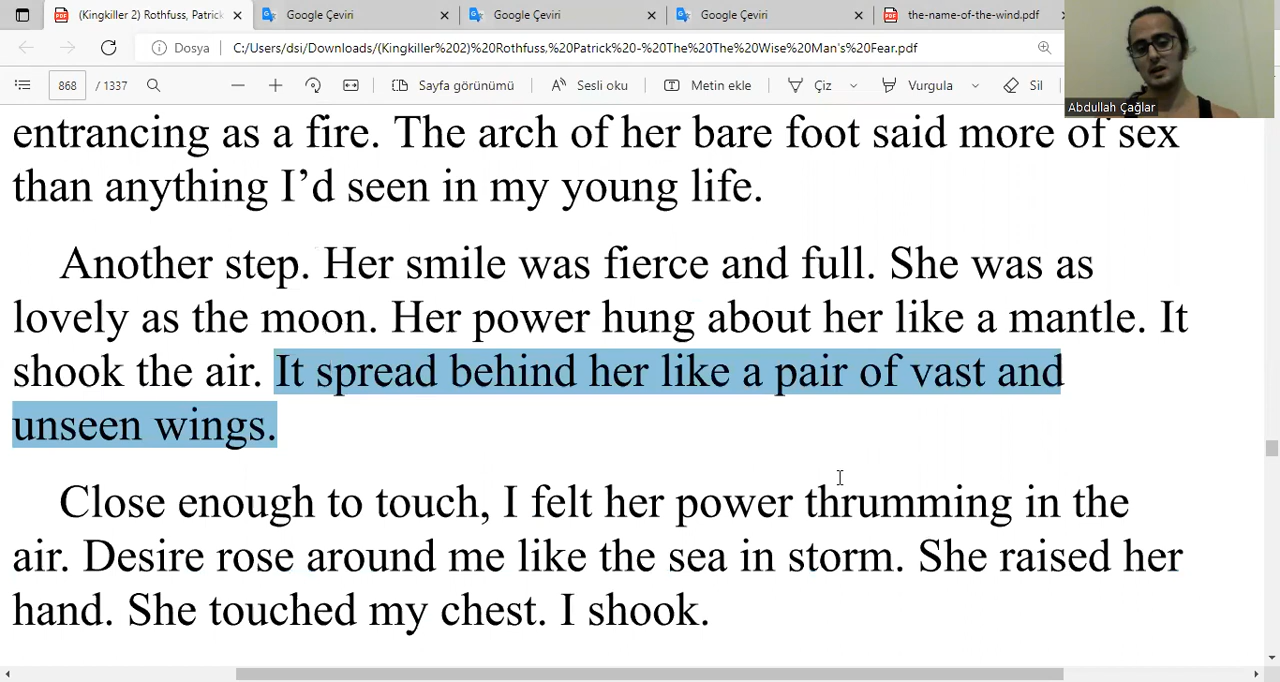 (Kingkiller 2) Rothfuss, Patrick
Google Çeviri
Google Çeviri
Google Çeviri
the-name-of-the-wind.pdf
Dosya
C:/Users/dsi/Downloads/(Kingkiller%202)%20Rothfuss,%20Patrick%20-%20The%20The%20Wise%20Man's%20Fear.pdf
868 / 1337
Sayfa görünümü
Sesli oku
Metin ekle
Çiz
Vurgula
Sil
Abdullah Çağlar
entrancing as a fire. The arch of her bare foot said more of sex
than anything I'd seen in my young life.
Another step. Her smile was fierce and full. She was as
lovely as the moon. Her power hung about her like a mantle. It
shook the air. It spread behind her like a pair of vast and
unseen wings.
Close enough to touch, I felt her power thrumming in the
air. Desire rose around me like the sea in storm. She raised her
hand. She touched my chest. I shook.